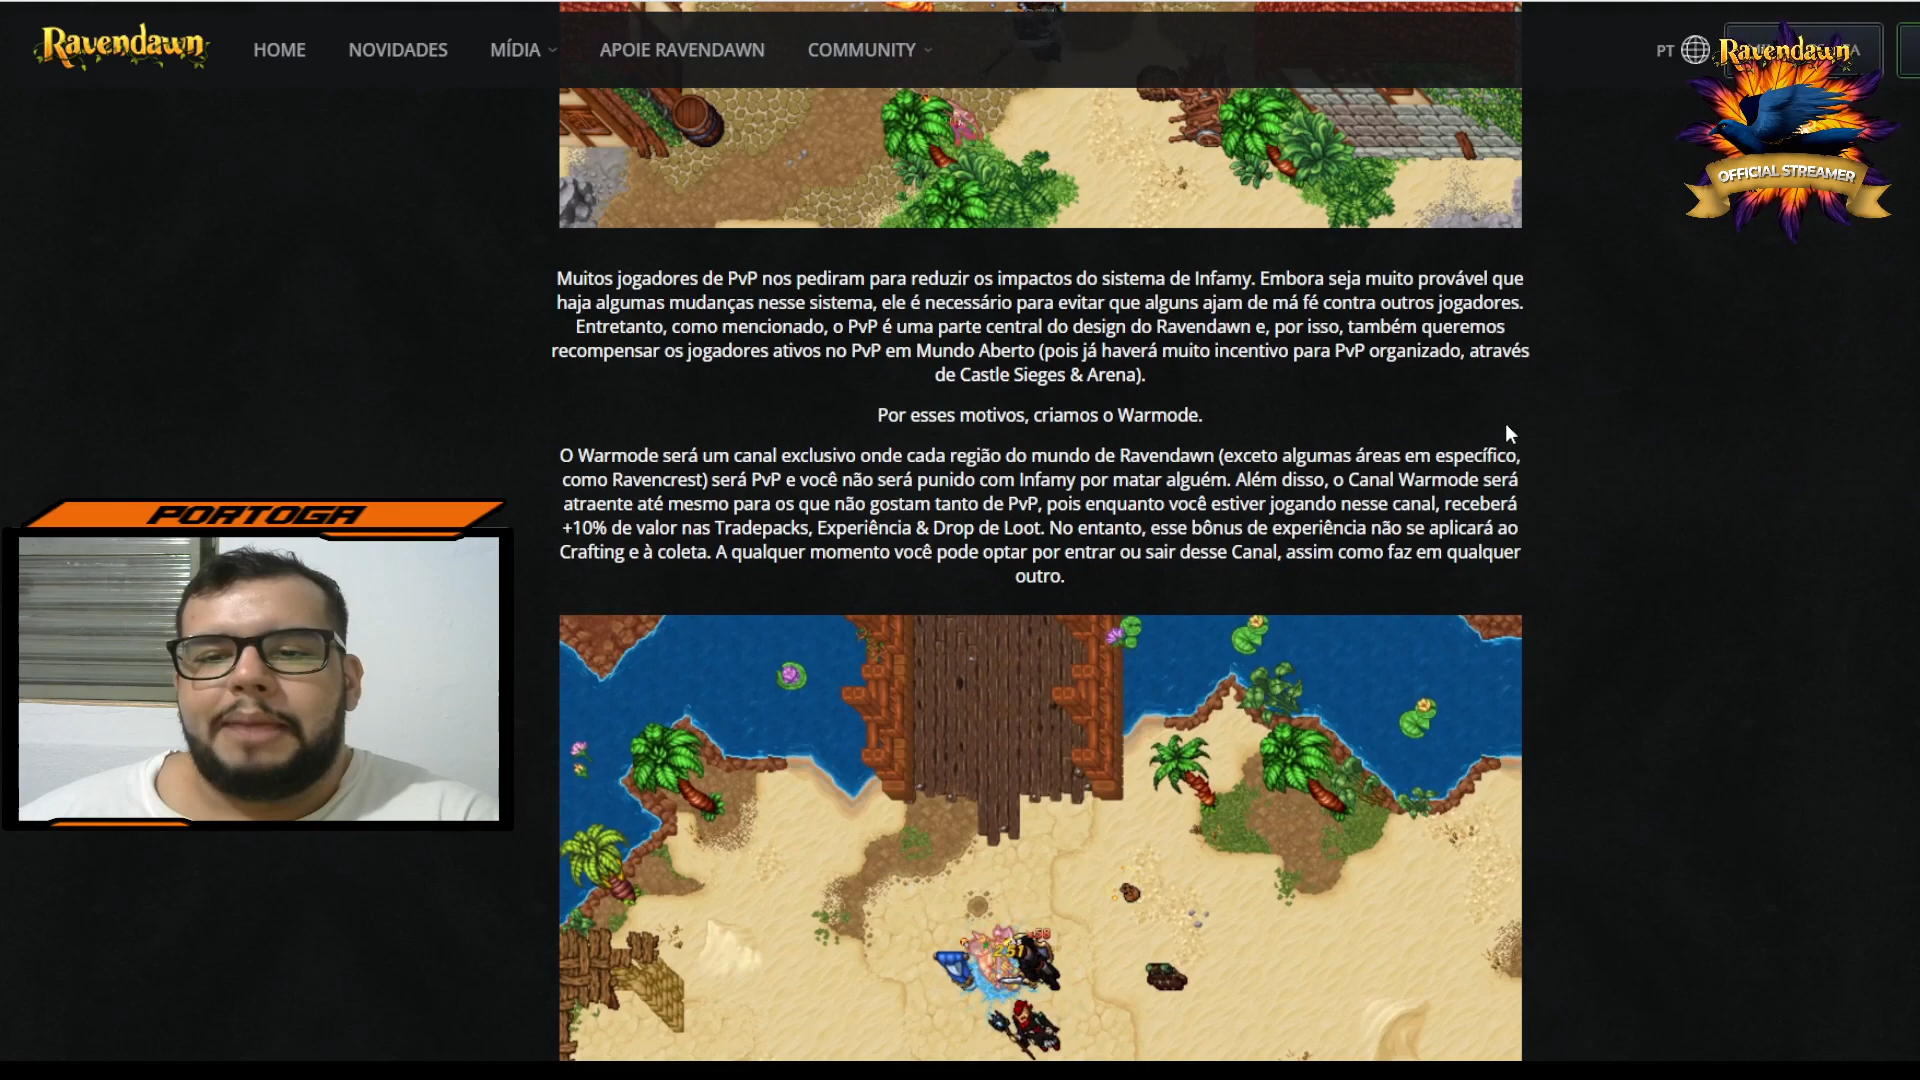 Ravendawn
HOME
NOVIDADES
MÍDIA
APOIE RAVENDAWN
COMMUNITY
PT
Ravendawn
OFFICIAL STREAMER
Muitos jogadores de PvP nos pediram para reduzir os impactos do sistema de Infamy. Embora seja muito provável que
haja algumas mudanças nesse sistema, ele é necessário para evitar que alguns ajam de má fé contra outros jogadores.
Entretanto, como mencionado, o PvP é uma parte central do design do Ravendawn e, por isso, também queremos
recompensar os jogadores ativos no PvP em Mundo Aberto (pois já haverá muito incentivo para PvP organizado, através
de Castle Sieges & Arena).
Por esses motivos, criamos o Warmode.
O Warmode será um canal exclusivo onde cada região do mundo de Ravendawn (exceto algumas áreas em específico,
como Ravencrest) será PvP e você não será punido com Infamy por matar alguém. Além disso, o Canal Warmode será
atraente até mesmo para os que não gostam tanto de PvP, pois enquanto você estiver jogando nesse canal, receberá
+10% de valor nas Tradepacks, Experiência & Drop de Loot. No entanto, esse bônus de experiência não se aplicará ao
Crafting e à coleta. A qualquer momento você pode optar por entrar ou sair desse Canal, assim como faz em qualquer
outro.
PORTOGA